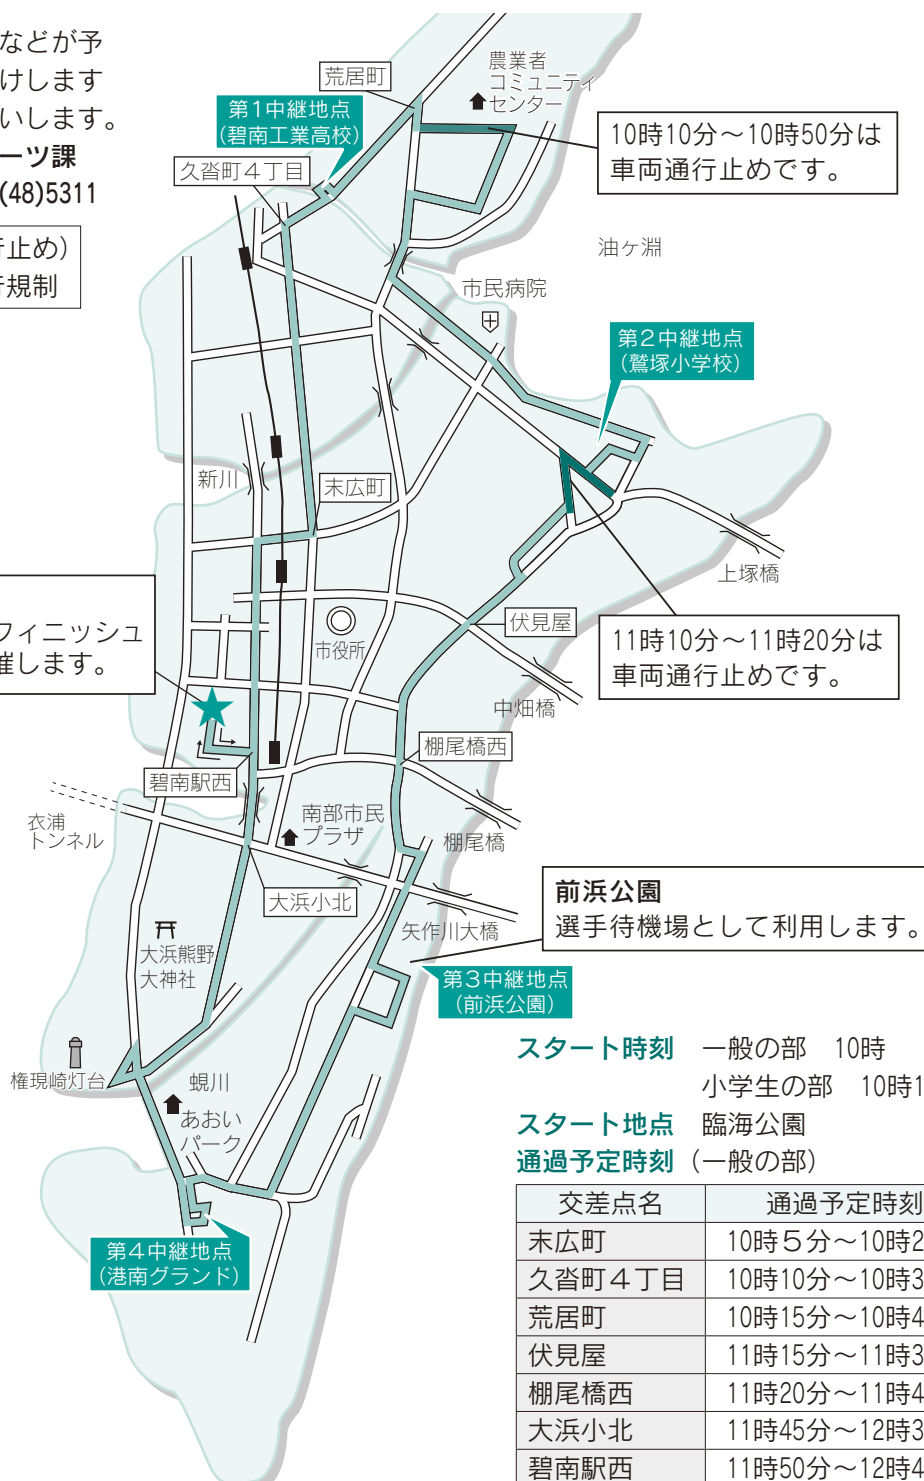 などが予
けします
いします。
ーツ課
(48)5311
行止め)
行規制
荒居町
農業者
コミュニティ
センター
第1中継地点
(碧南工業高校)
久沓町4丁目
10時10分～10時50分は
車両通行止めです。
油ヶ淵
市民病院
第2中継地点
(鷲塚小学校)
新川
末広町
上塚橋
フィニッシュ
催します。
市役所
伏見屋
11時10分～11時20分は
車両通行止めです。
中畑橋
棚尾橋西
碧南駅西
衣浦
トンネル
南部市民
プラザ
棚尾橋
大浜小北
矢作川大橋
前浜公園
選手待機場として利用します。
大浜熊野
大神社
第3中継地点
(前浜公園)
権現崎灯台
蜆川
あおい
パーク
第4中継地点
(港南グランド)
スタート時刻 一般の部 10時
小学生の部 10時1
スタート地点 臨海公園
通過予定時刻 (一般の部)
交差点名 通過予定時刻
末広町 10時5分～10時2
久沓町4丁目 10時10分～10時3
荒居町 10時15分～10時4
伏見屋 11時15分～11時3
棚尾橋西 11時20分～11時4
大浜小北 11時45分～12時3
碧南駅西 11時50分～12時4